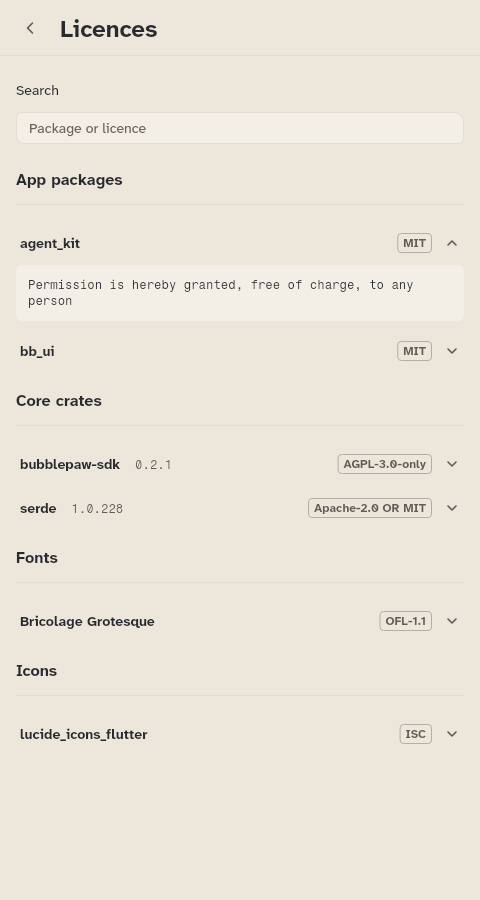 Licences
Search
Package or licence
App packages
agent_kit MIT
Permission is hereby granted, free of charge, to any
person
bb_ui MIT
Core crates
bubblepaw-sdk 0.2.1 AGPL-3.0-only
serde 1.0.228 Apache-2.0 OR MIT
Fonts
Bricolage Grotesque OFL-1.1
Icons
lucide_icons_flutter ISC